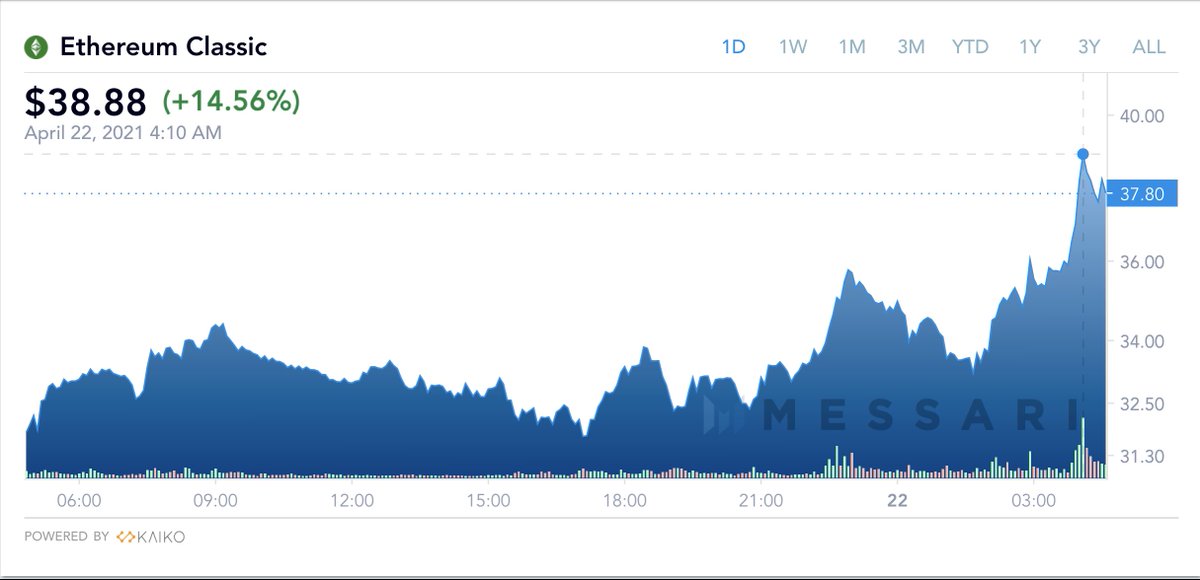 Ethereum Classic
1D 1W 1M 3M YTD 1Y 3Y ALL
$38.88 (+14.56%)
April 22, 2021 4:10 AM
40.00
37.80
36.00
34.00
32.50
31.30
MESSARI
06:00 09:00 12:00 15:00 18:00 21:00 22 03:00
POWERED BY KAIKO